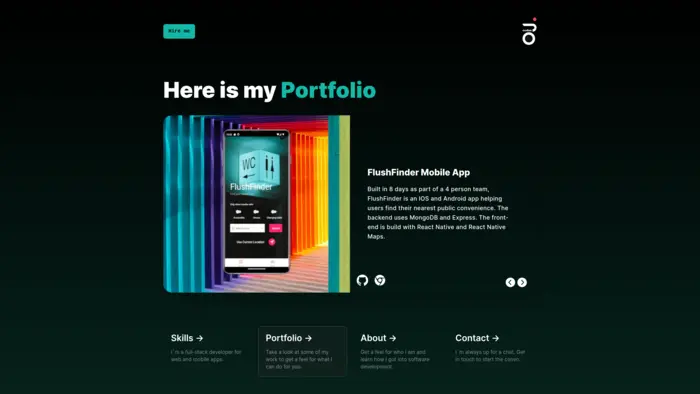 Hire me
Here is my Portfolio
WC
FlushFinder
FlushFinder Mobile App
Built in 8 days as part of a 4 person team,
FlushFinder is an iOS and Android app helping
users find their nearest public convenience. The
backend uses MongoDB and Express. The front-
end is build with React Native and React Native
Maps.
Use Current Location
Skills →
Portfolio →
About →
Contact →
I`m a full-stack developer for
web and mobile apps.
Take a look at some of my
work to get a feel for what I
can do for you.
Get a feel for who I am and
learn how I got into software
development.
I`m always up for a chat. Get
in touch to start the convo.